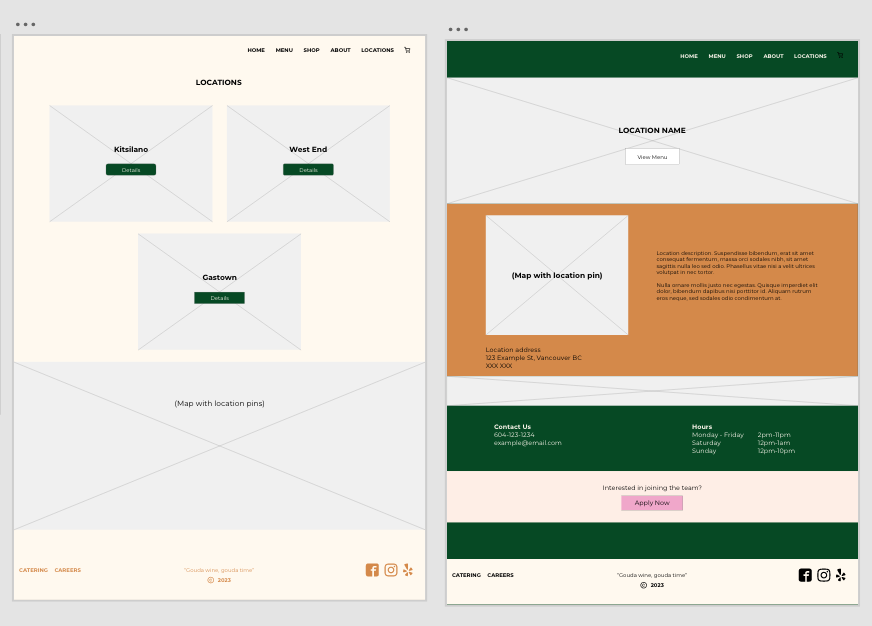 HOME MENU SHOP ABOUT LOCATIONS
LOCATIONS
Kitsilano
Details
West End
Details
Gastown
Details
(Map with location pins)
CATERING CAREERS
"Gouda wine, gouda time"
© 2023
HOME MENU SHOP ABOUT LOCATIONS
LOCATION NAME
View Menu
(Map with location pin)
Location description. Suspendisse bibendum, erat sit amet
consequat fermentum, massa orci sodales nibh, sit amet
sagittis nulla leo sed odio. Phasellus vitae nisi a velit ultrices
volutpat in nec tortor.
Nulla ornare mollis justo nec egestas. Quisque imperdiet elit
dolor, bibendum dapibus nisi porttitor id. Aliquam rutrum
eros neque, sed sodales odio condimentum at.
Location address
123 Example St, Vancouver BC
XXX XXX
Contact Us
604-123-1234
example@email.com
Hours
Monday - Friday 2pm-11pm
Saturday 12pm-1am
Sunday 12pm-10pm
Interested in joining the team?
Apply Now
CATERING CAREERS
"Gouda wine, gouda time"
© 2023